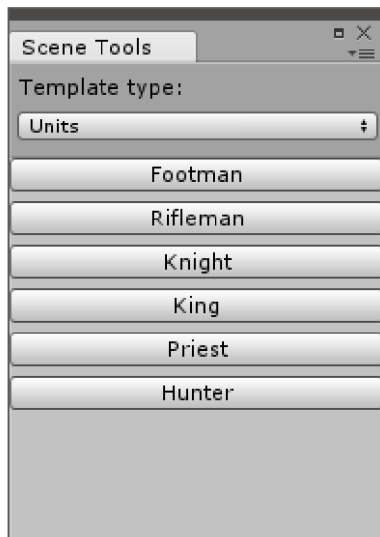 Scene Tools
Template type:
Units
Footman
Rifleman
Knight
King
Priest
Hunter